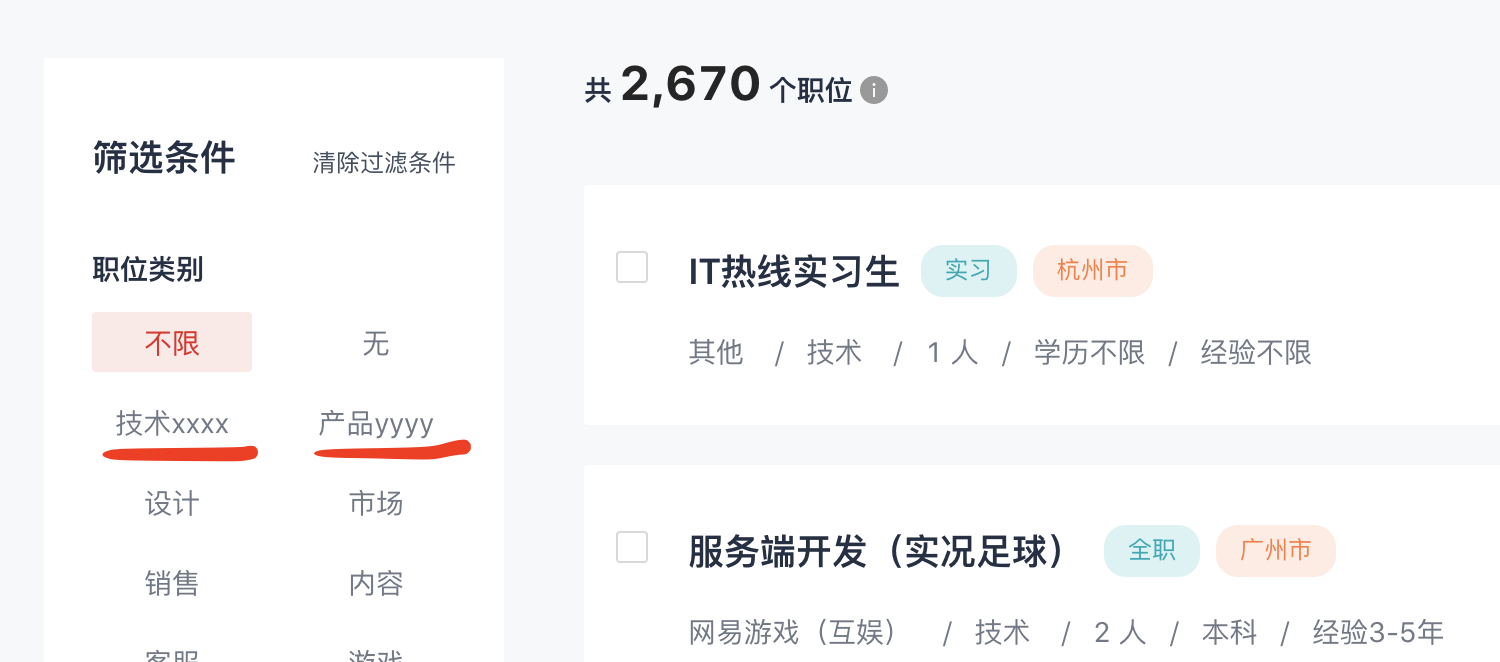 共 2,670 个职位
筛选条件 清除过滤条件
职位类别
不限 无
技术xxxx 产品yyyy
设计 市场
销售 内容
客服 游戏
IT热线实习生 实习 杭州市
其他 / 技术 / 1 人 / 学历不限 / 经验不限
服务端开发（实况足球） 全职 广州市
网易游戏（互娱） / 技术 / 2 人 / 本科 / 经验3-5年